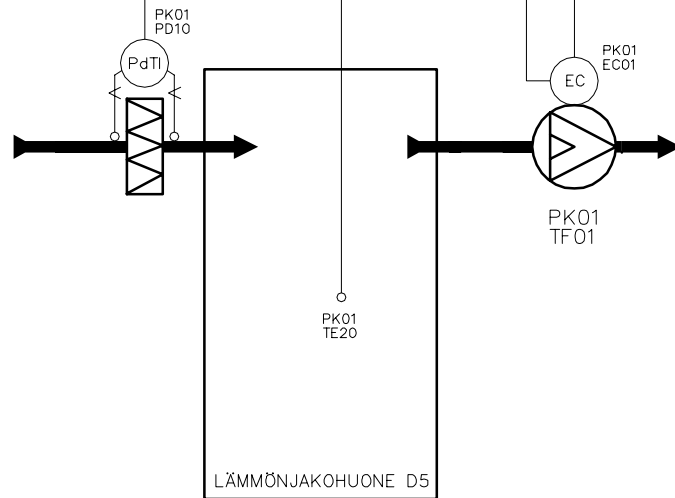 PK01
PD10
PdTI
PK01
EC01
EC
PK01
TF01
PK01
TE20
LÄMMÖNJAKOHUONE D5